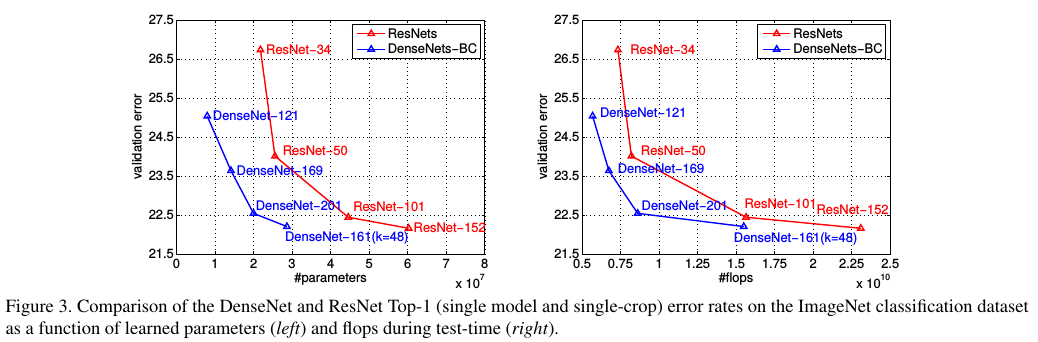 27.5
26.5
25.5
24.5
23.5
22.5
21.5
validation error
ResNets
DenseNets−BC
ResNet−34
DenseNet−121
ResNet−50
DenseNet−169
DenseNet−201
ResNet−101
ResNet−152
DenseNet−161(k=48)
0 1 2 3 4 5 6 7 8
#parameters
x 10^7
27.5
26.5
25.5
24.5
23.5
22.5
21.5
validation error
ResNets
DenseNets−BC
ResNet−34
DenseNet−121
ResNet−50
DenseNet−169
DenseNet−201
ResNet−101
ResNet−152
DenseNet−161(k=48)
0.5 0.75 1 1.25 1.5 1.75 2 2.25 2.5
#flops
x 10^10
Figure 3. Comparison of the DenseNet and ResNet Top-1 (single model and single-crop) error rates on the ImageNet classification dataset
as a function of learned parameters (left) and flops during test-time (right).